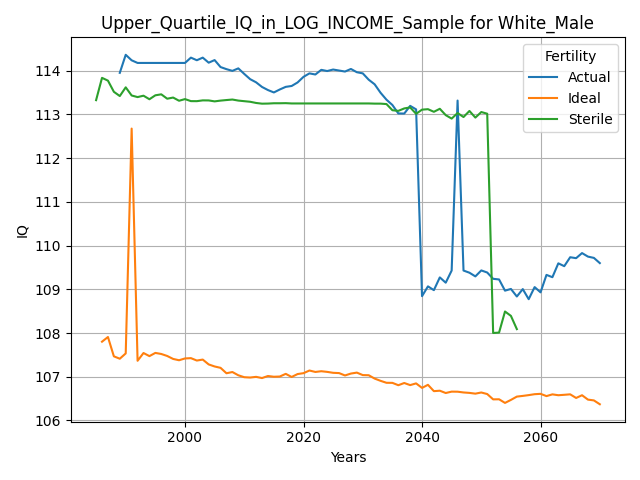 Upper_Quartile_IQ_in_LOG_INCOME_Sample for White_Male
Fertility
Actual
Ideal
Sterile
IQ
114
113
112
111
110
109
108
107
106
2000
2020
2040
2060
Years